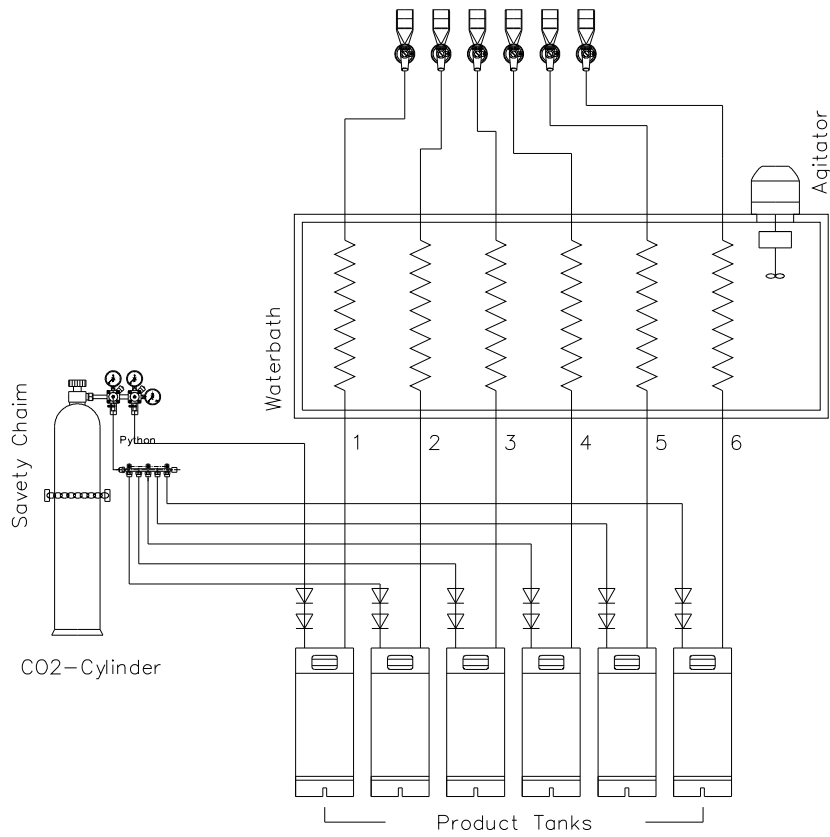 Agitator
Waterbath
Savety Chaim
Python
1 2 3 4 5 6
CO2-Cylinder
Product Tanks